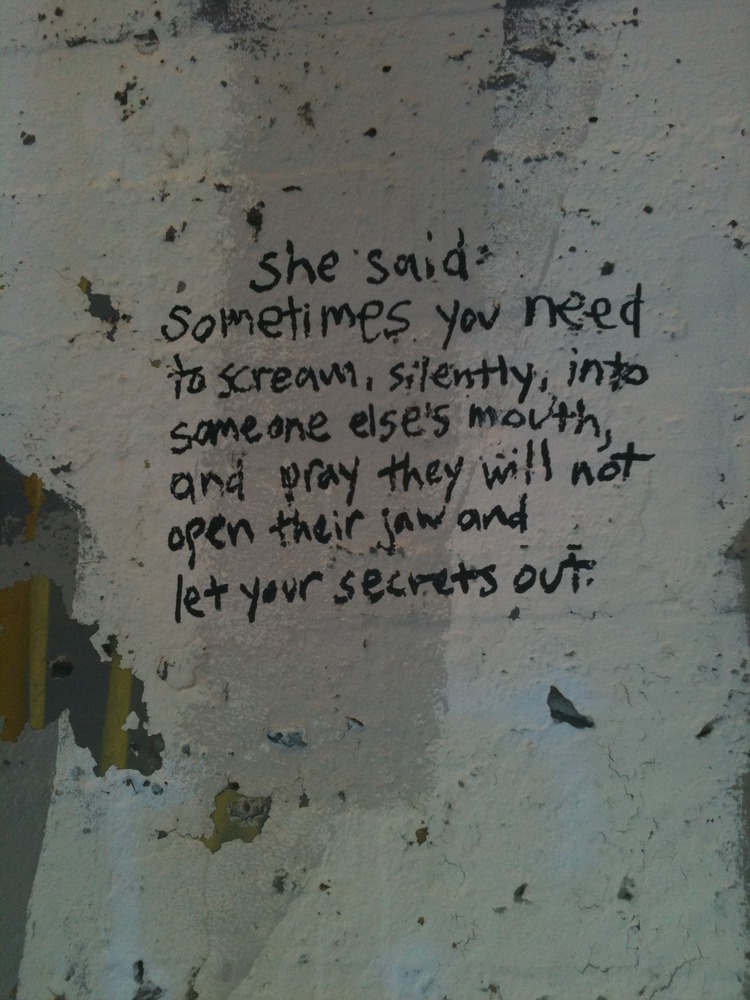 she said:
sometimes you need
to scream, silently, into
someone else's mouth,
and pray they will not
open their jaw and
let your secrets out.